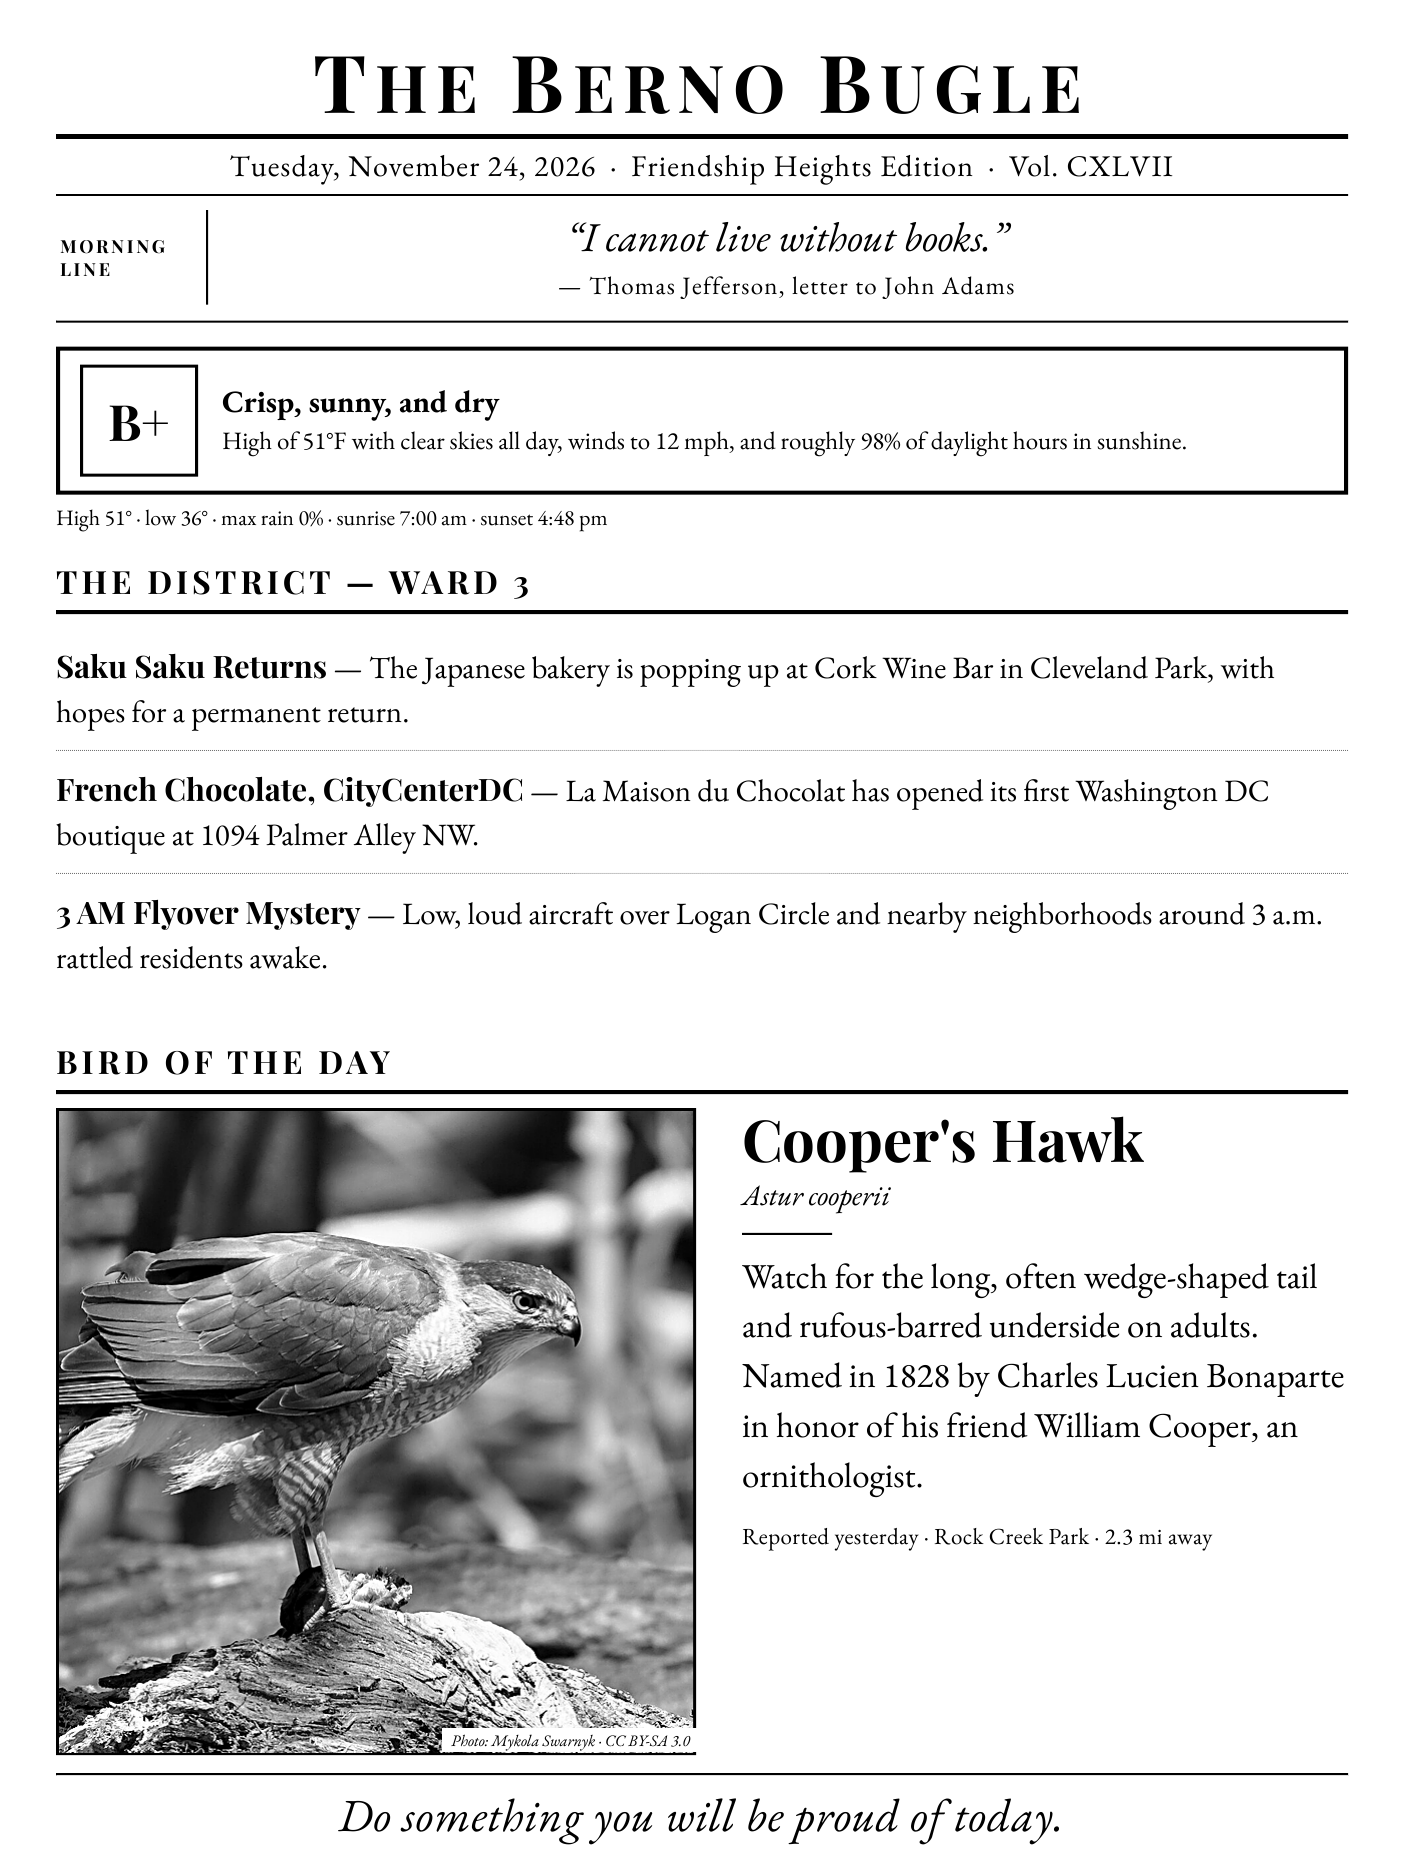 THE BERNO BUGLE
Tuesday, November 24, 2026 · Friendship Heights Edition · Vol. CXLVII
MORNING
LINE
“I cannot live without books.”
— Thomas Jefferson, letter to John Adams
B+
Crisp, sunny, and dry
High of 51°F with clear skies all day, winds to 12 mph, and roughly 98% of daylight hours in sunshine.
High 51° · low 36° · max rain 0% · sunrise 7:00 am · sunset 4:48 pm
THE DISTRICT — WARD 3
Saku Saku Returns — The Japanese bakery is popping up at Cork Wine Bar in Cleveland Park, with
hopes for a permanent return.
French Chocolate, CityCenterDC — La Maison du Chocolat has opened its first Washington DC
boutique at 1094 Palmer Alley NW.
3 AM Flyover Mystery — Low, loud aircraft over Logan Circle and nearby neighborhoods around 3 a.m.
rattled residents awake.
BIRD OF THE DAY
Photo: Mykola Swarnyk · CC BY-SA 3.0
Cooper's Hawk
Astur cooperii
Watch for the long, often wedge-shaped tail
and rufous-barred underside on adults.
Named in 1828 by Charles Lucien Bonaparte
in honor of his friend William Cooper, an
ornithologist.
Reported yesterday · Rock Creek Park · 2.3 mi away
Do something you will be proud of today.